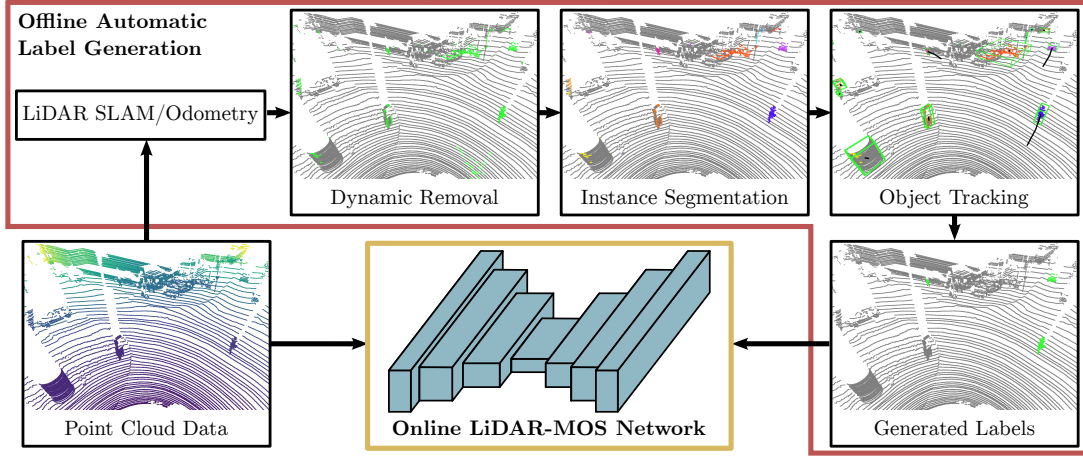 Offline Automatic
Label Generation
LiDAR SLAM/Odometry
Dynamic Removal
Instance Segmentation
Object Tracking
Point Cloud Data
Online LiDAR-MOS Network
Generated Labels